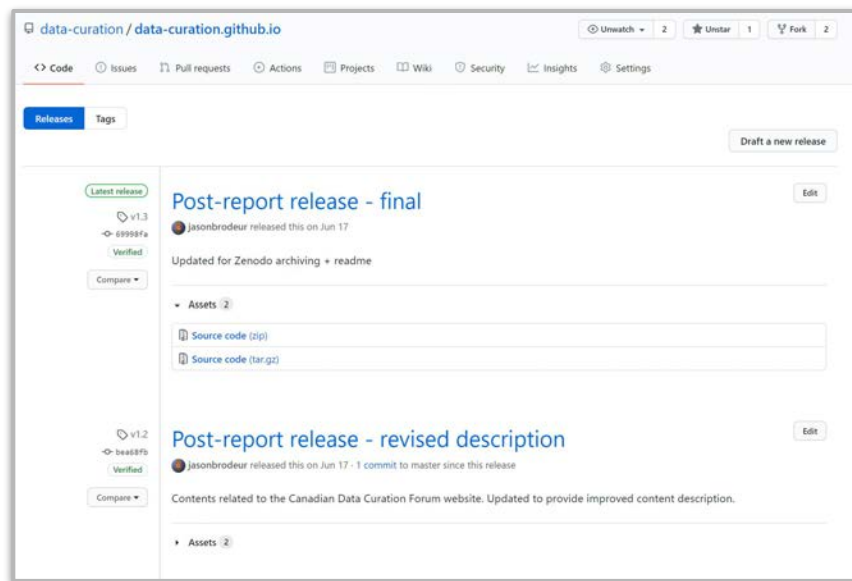 data-curation / data-curation.github.io
Unwatch 2 Unstar 1 Fork 2
<> Code Issues Pull requests Actions Projects Wiki Security Insights Settings
Releases Tags
Draft a new release
Latest release
v1.3
69998fa
Verified
Compare
Post-report release - final
Edit
jasonbrodeur released this on Jun 17
Updated for Zenodo archiving + readme
Assets 2
Source code (zip)
Source code (tar.gz)
v1.2
bea68fb
Verified
Compare
Post-report release - revised description
Edit
jasonbrodeur released this on Jun 17 · 1 commit to master since this release
Contents related to the Canadian Data Curation Forum website. Updated to provide improved content description.
Assets 2